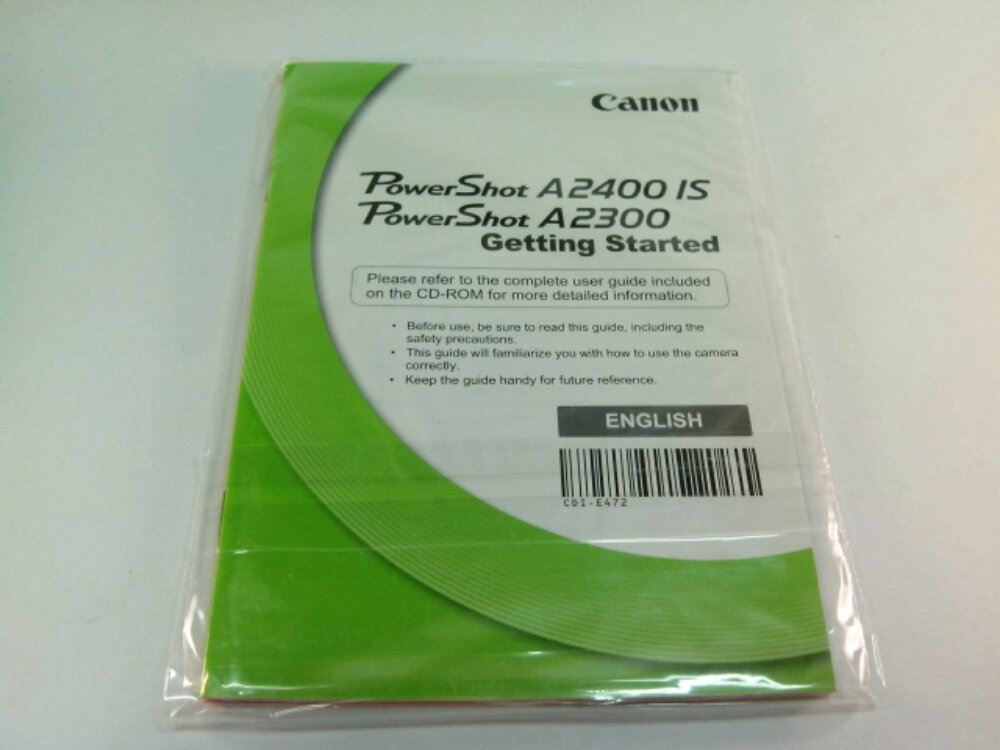 Canon
PowerShot A2400 IS
PowerShot A2300
Getting Started
Please refer to the complete user guide included
on the CD-ROM for more detailed information.
• Before use, be sure to read this guide, including the
safety precautions.
• This guide will familiarize you with how to use the camera
correctly.
• Keep the guide handy for future reference.
ENGLISH
CDI-E472